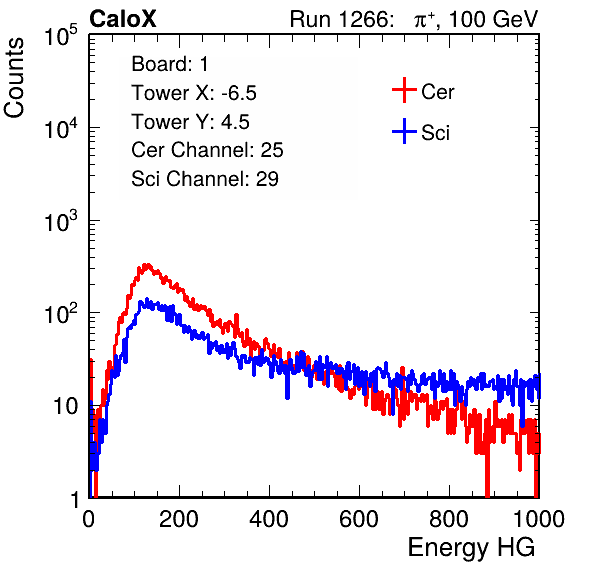 CaloX Run 1266: π⁺, 100 GeV
Counts
10⁵
10⁴
10³
10²
10
1
Board: 1
Tower X: -6.5
Tower Y: 4.5
Cer Channel: 25
Sci Channel: 29
Cer
Sci
0 200 400 600 800 1000
Energy HG